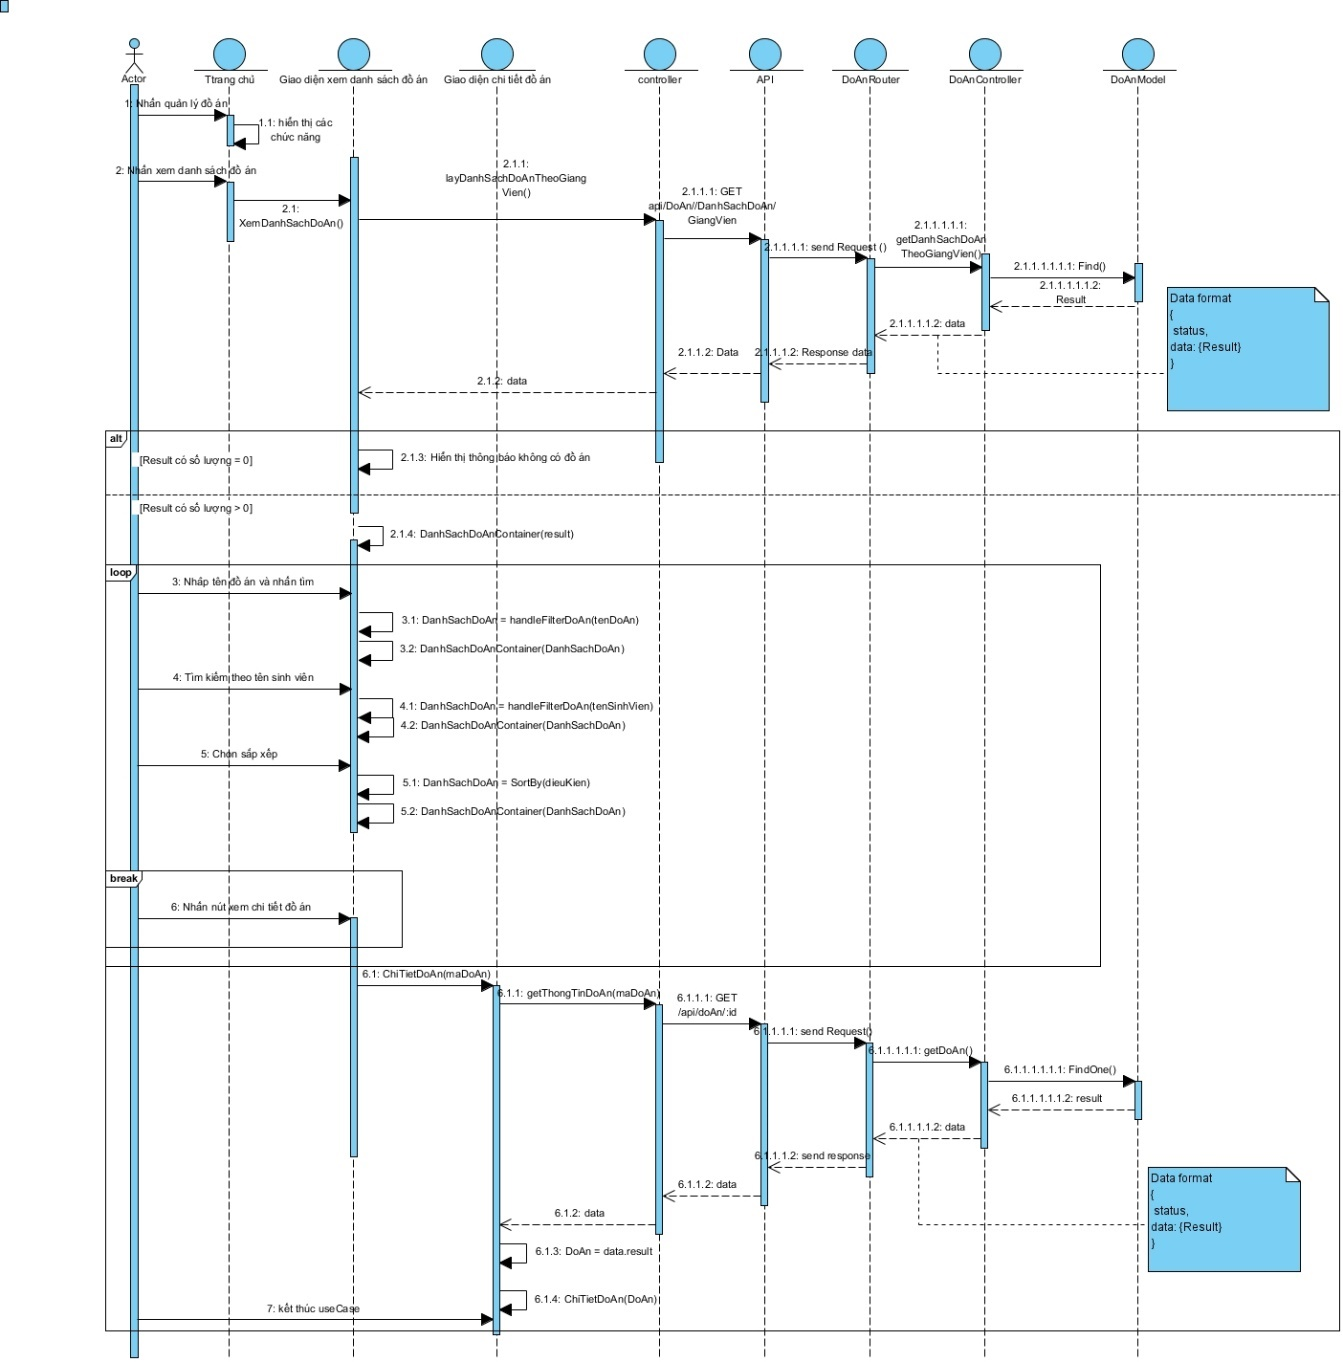 Actor
Ttrang chủ
Giao diện xem danh sách đồ án
Giao diện chi tiết đồ án
controller
API
DoAnRouter
DoAnController
DoAnModel
1: Nhấn quản lý đồ án
1.1: hiển thị các
chức năng
2: Nhấn xem danh sách đồ án
2.1:
XemDanhSachDoAn()
2.1.1:
layDanhSachDoAnTheoGiang
Vien()
2.1.1.1: GET
api/DoAn//DanhSachDoAn/
GiangVien
2.1.1.1.1: send Request ()
2.1.1.1.1.1:
getDanhSachDoAn
TheoGiangVien()
2.1.1.1.1.1.1: Find()
2.1.1.1.1.1.2:
Result
Data format
{
status,
data: {Result}
}
2.1.1.1.1.2: data
2.1.1.1.2: Response data
2.1.1.2: Data
2.1.2: data
alt
[Result có số lượng = 0]
2.1.3: Hiển thị thông báo không có đồ án
[Result có số lượng > 0]
2.1.4: DanhSachDoAnContainer(result)
loop
3: Nhập tên đồ án và nhấn tìm
3.1: DanhSachDoAn = handleFilterDoAn(tenDoAn)
3.2: DanhSachDoAnContainer(DanhSachDoAn)
4: Tìm kiếm theo tên sinh viên
4.1: DanhSachDoAn = handleFilterDoAn(tenSinhVien)
4.2: DanhSachDoAnContainer(DanhSachDoAn)
5: Chọn sắp xếp
5.1: DanhSachDoAn = SortBy(dieuKien)
5.2: DanhSachDoAnContainer(DanhSachDoAn)
break
6: Nhấn nút xem chi tiết đồ án
6.1: ChiTietDoAn(maDoAn)
6.1.1: getThongTinDoAn(maDoAn)
6.1.1.1: GET
/api/doAn/:id
6.1.1.1.1: send Request()
6.1.1.1.1.1: getDoAn()
6.1.1.1.1.1.1: FindOne()
6.1.1.1.1.1.2: result
6.1.1.1.1.2: data
6.1.1.1.2: send response
6.1.1.2: data
6.1.2: data
Data format
{
status,
data: {Result}
}
6.1.3: DoAn = data.result
6.1.4: ChiTietDoAn(DoAn)
7: kết thúc useCase